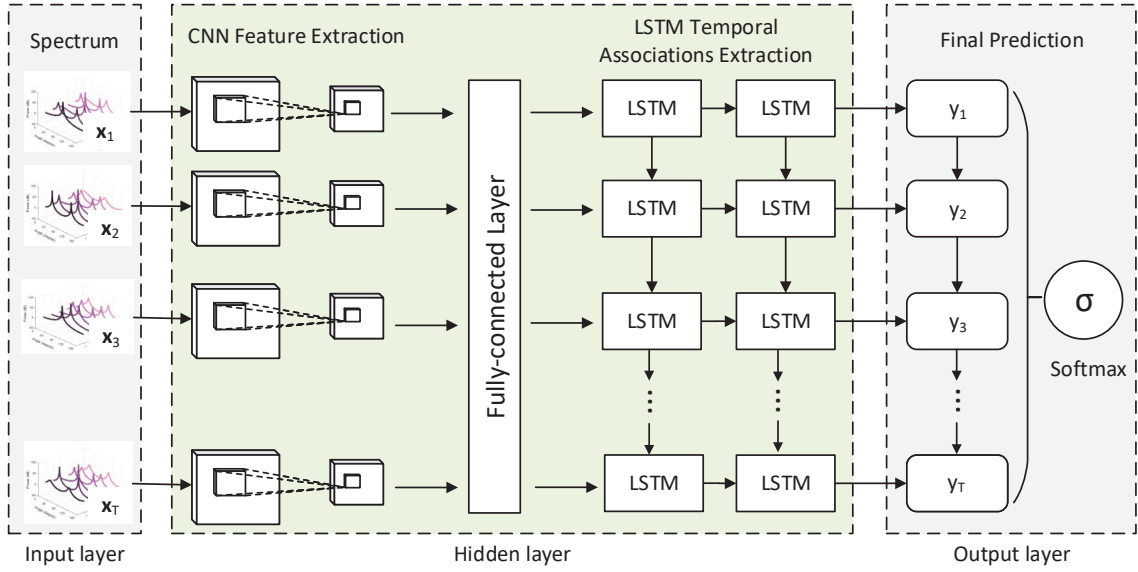 Spectrum
CNN Feature Extraction
LSTM Temporal
Associations Extraction
Final Prediction
x1
LSTM
LSTM
y1
x2
LSTM
LSTM
y2
x3
LSTM
LSTM
y3
Fully-connected Layer
σ
Softmax
xT
LSTM
LSTM
yT
Input layer
Hidden layer
Output layer